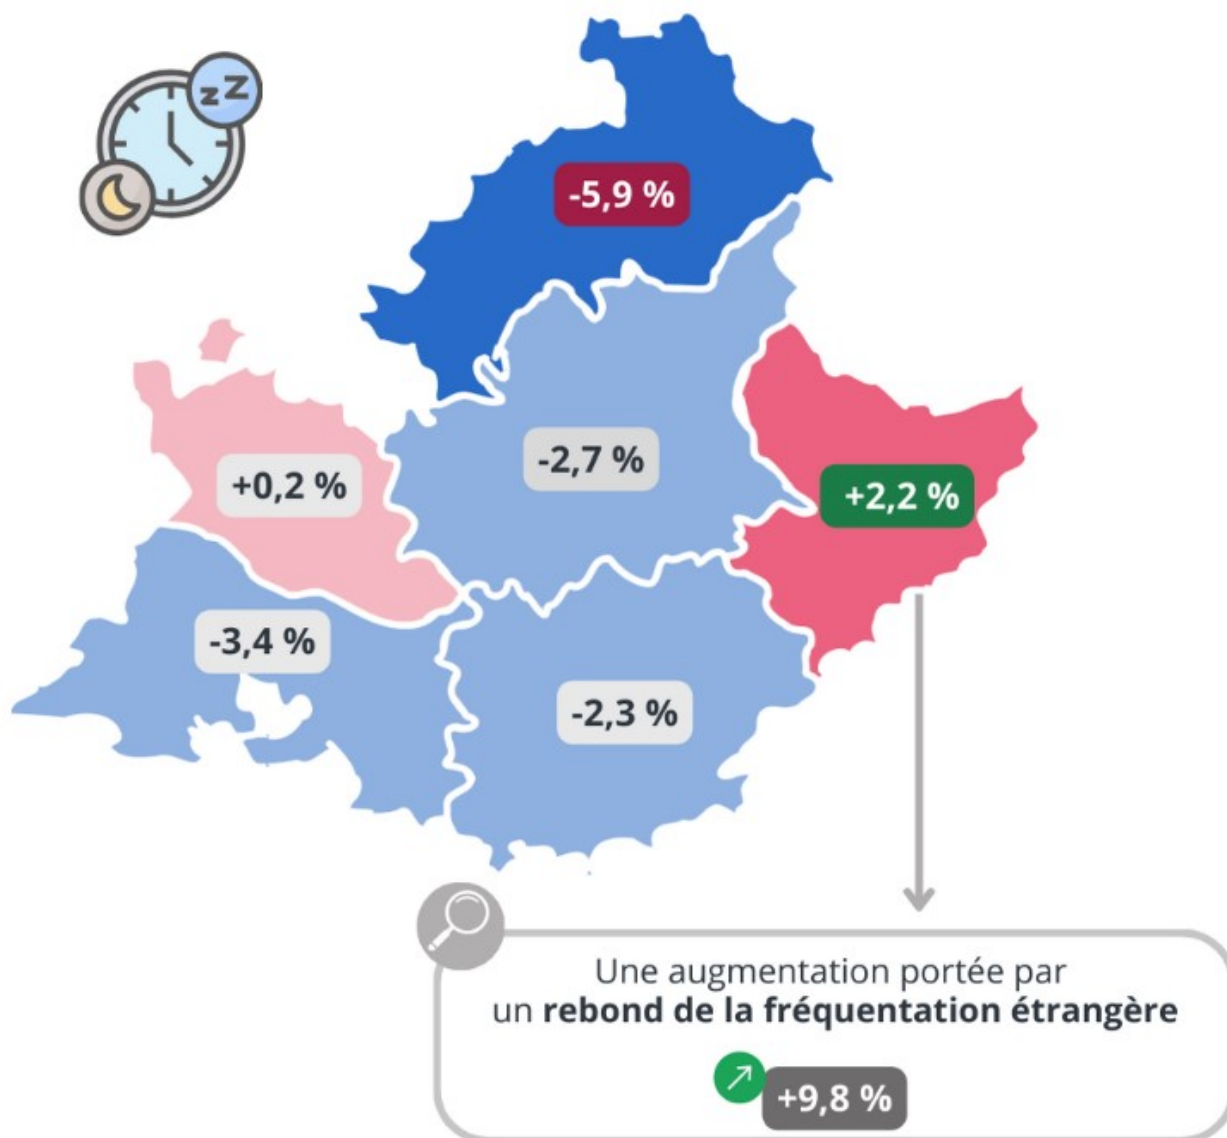 zZ
-5,9 %
-2,7 %
+0,2 %
+2,2 %
-3,4 %
-2,3 %
Une augmentation portée par
un rebond de la fréquentation étrangère
+9,8 %